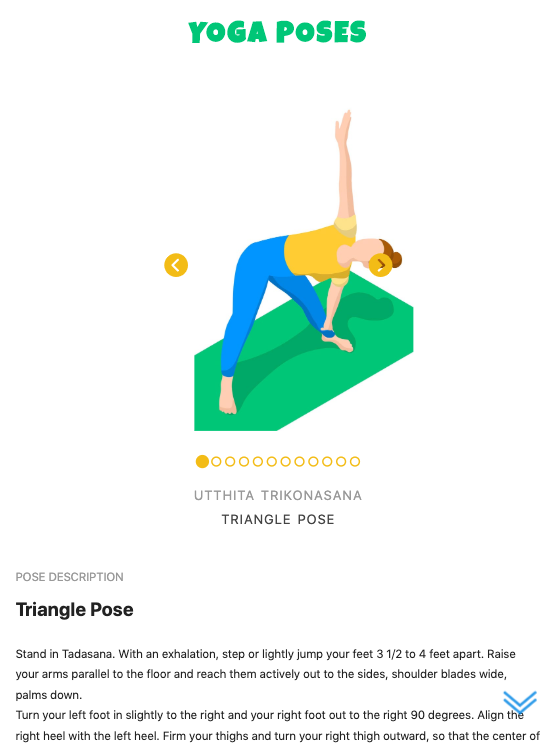 YOGA POSES
UTTHITA TRIKONASANA
TRIANGLE POSE
POSE DESCRIPTION
Triangle Pose
Stand in Tadasana. With an exhalation, step or lightly jump your feet 3 1/2 to 4 feet apart. Raise
your arms parallel to the floor and reach them actively out to the sides, shoulder blades wide,
palms down.
Turn your left foot in slightly to the right and your right foot out to the right 90 degrees. Align the
right heel with the left heel. Firm your thighs and turn your right thigh outward, so that the center of